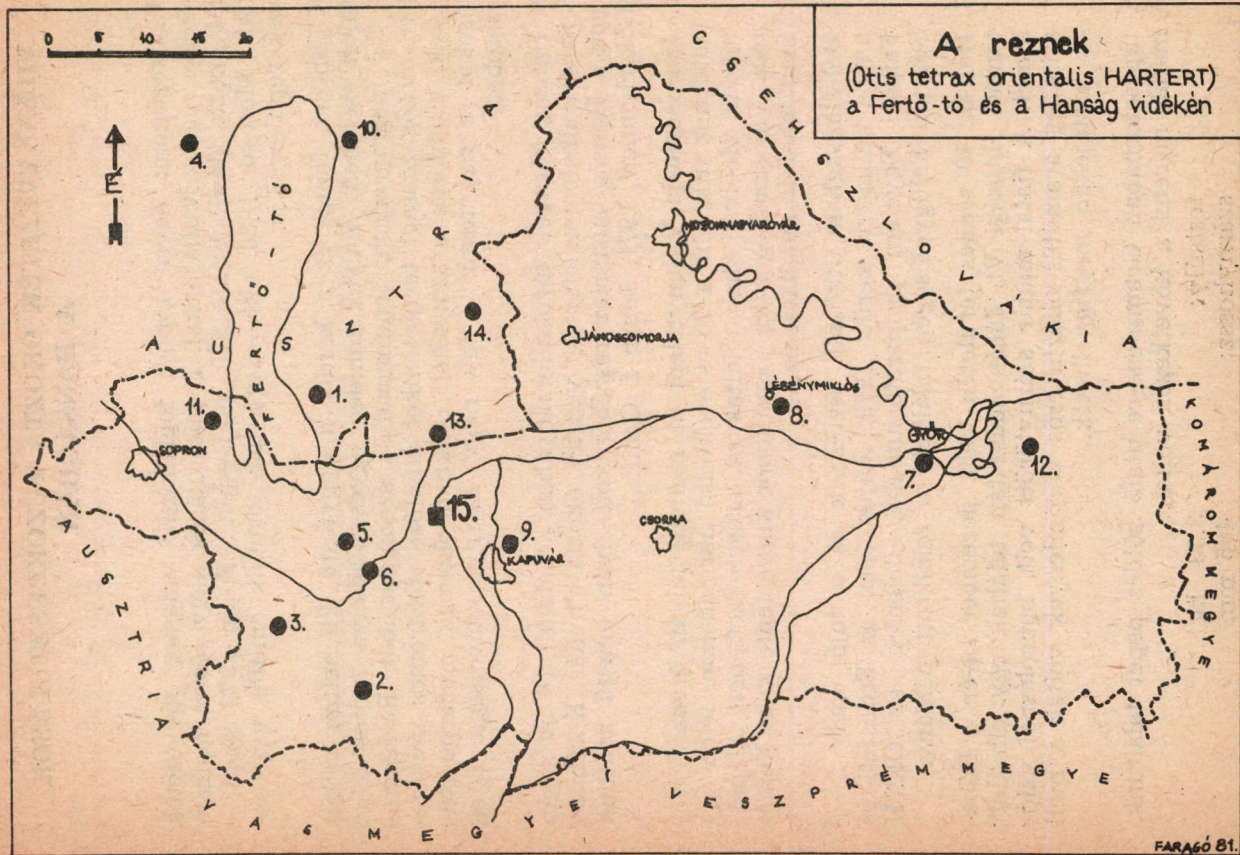 0 5 10 15 20
A reznek
(Otis tetrax orientalis HARTERT)
a Fertő-tó és a Hanság vidékén
CSEHSZLOVÁKIA
AUSZTRIA
É
4.
10.
FERTŐ-TÓ
MOSONMAGYARÓVÁR
14.
JÁNOSSOMORJA
1.
LÉBÉNYMIKLÓS
8.
11.
13.
SOPRON
GYŐR
7.
12.
KOMÁROM MEGYE
15.
CSORNA
5.
9.
KAPUVÁR
6.
AUSZTRIA
3.
2.
VAS MEGYE
VESZPRÉM MEGYE
FARAGÓ 81.